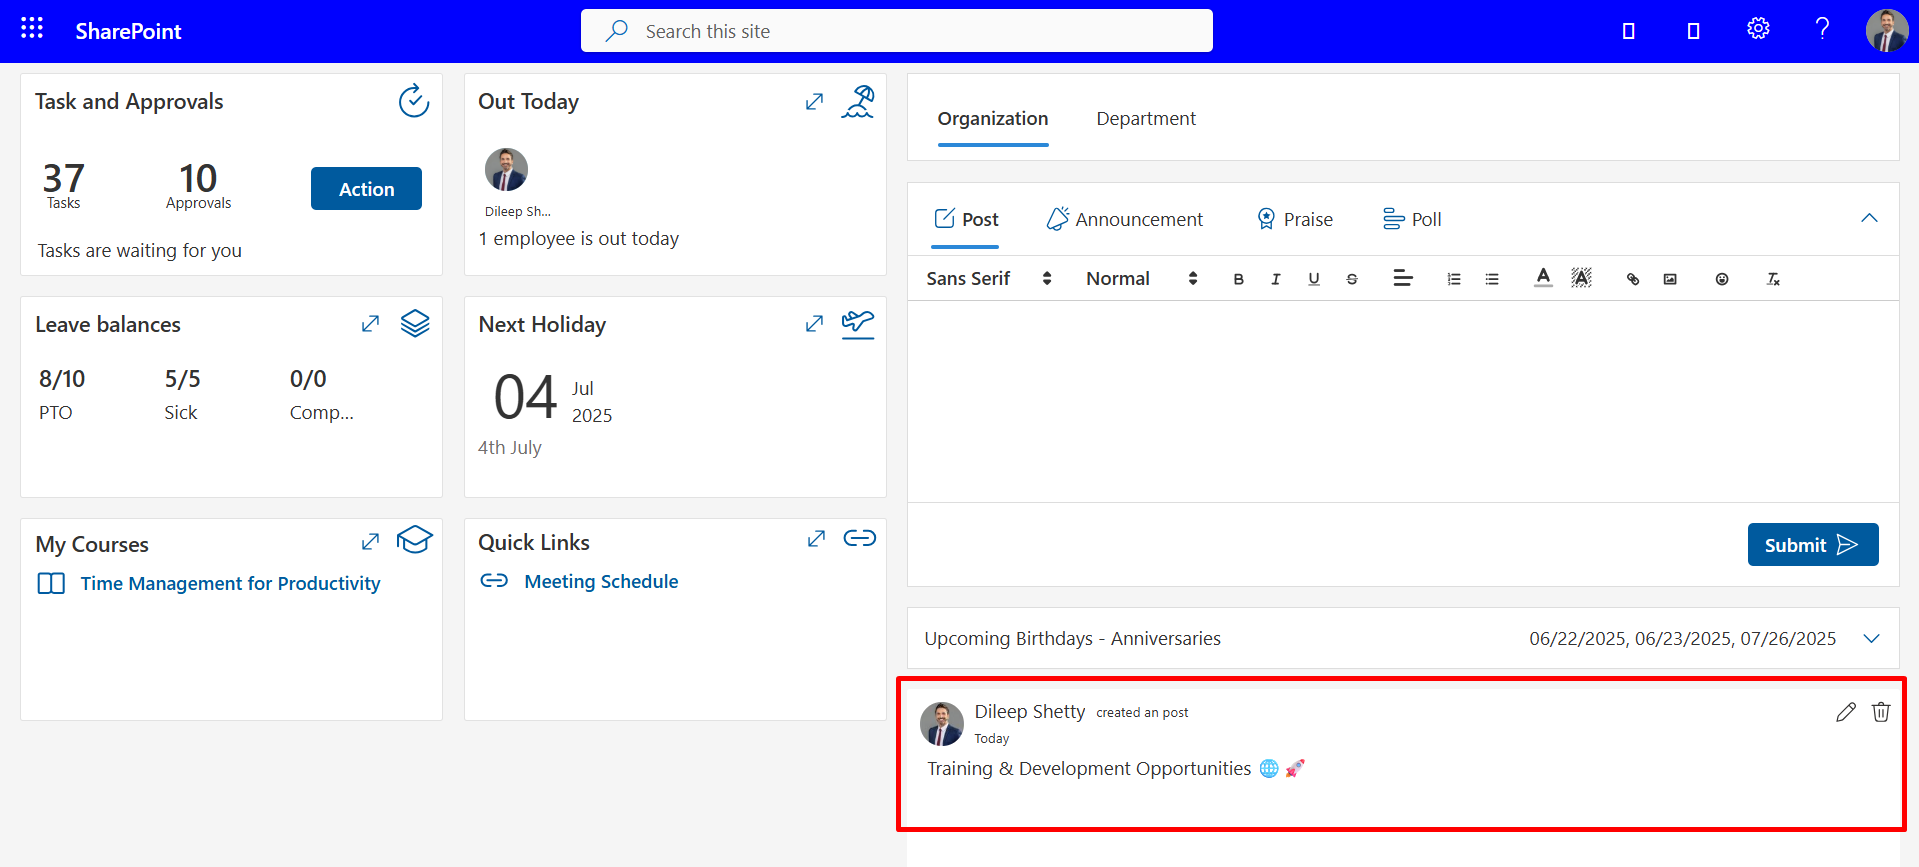 SharePoint
Search this site
Task and Approvals
37
Tasks
10
Approvals
Action
Tasks are waiting for you
Out Today
Dileep Sh...
1 employee is out today
Leave balances
8/10
PTO
5/5
Sick
0/0
Comp...
Next Holiday
04
Jul
2025
4th July
My Courses
Time Management for Productivity
Quick Links
Meeting Schedule
Organization
Department
Post
Announcement
Praise
Poll
Sans Serif
Normal
Submit
Upcoming Birthdays - Anniversaries
06/22/2025, 06/23/2025, 07/26/2025
Dileep Shetty created an post
Today
Training & Development Opportunities 🌐 🚀